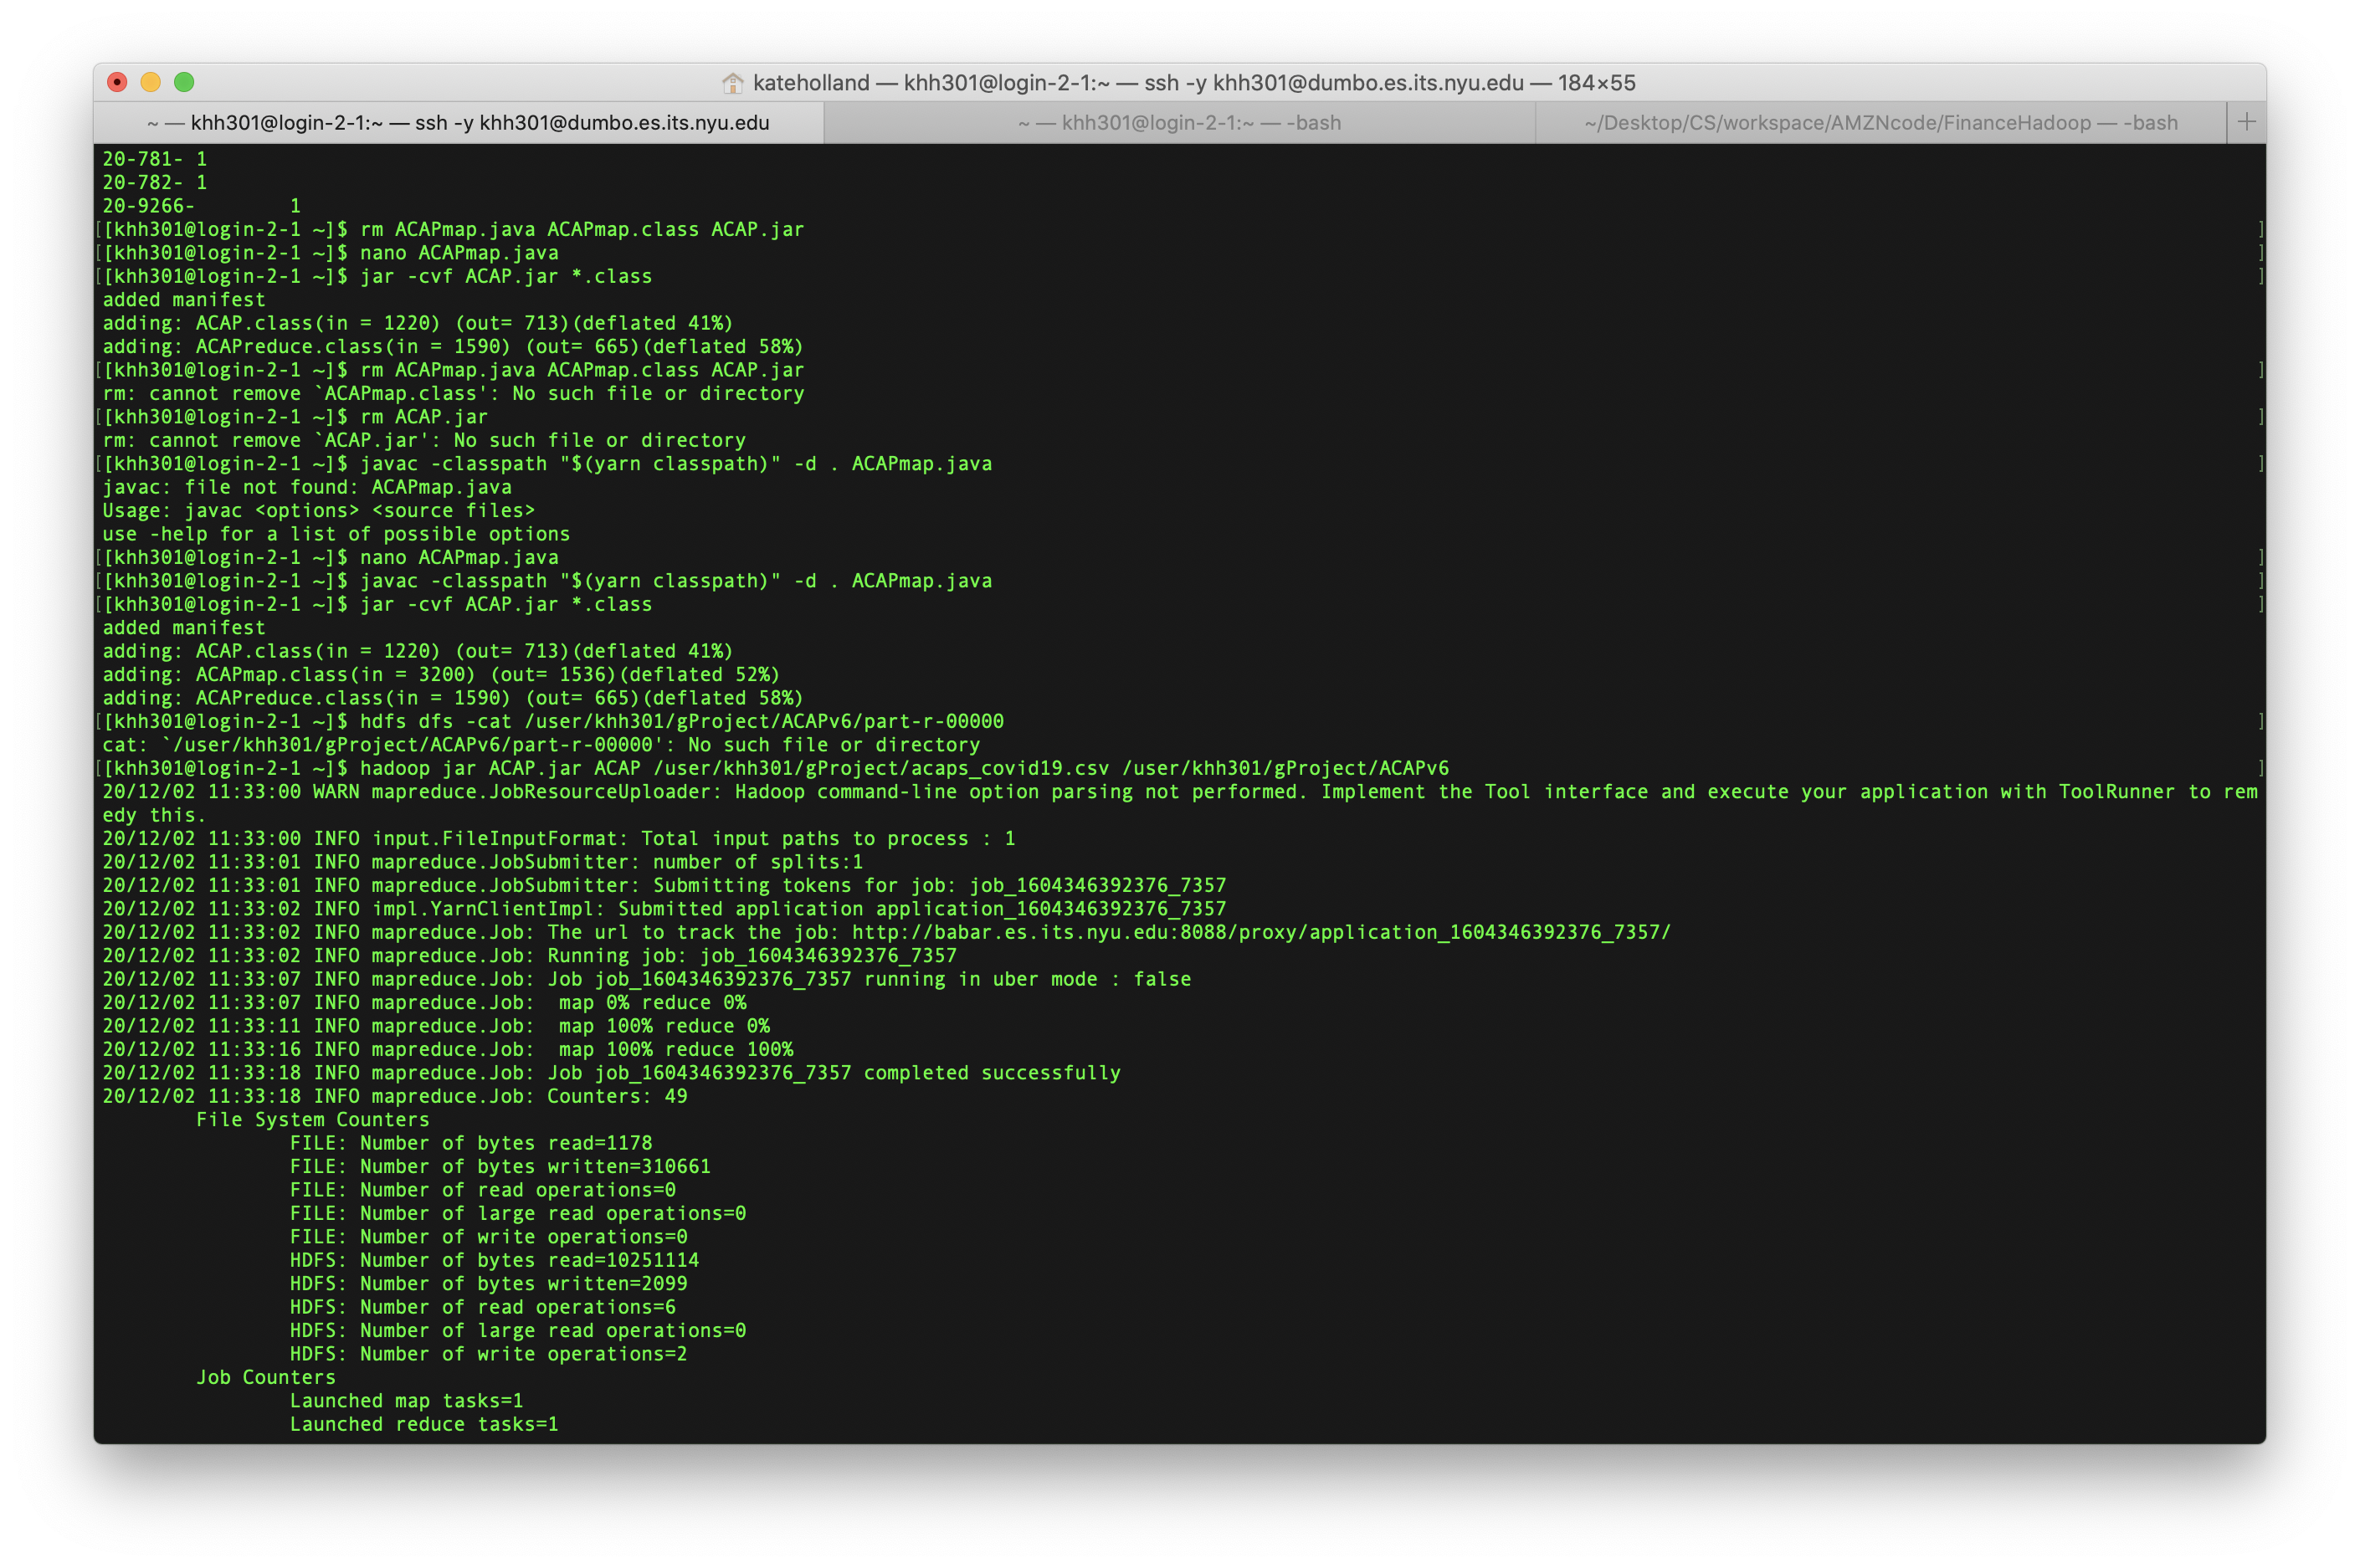 kateholland — khh301@login-2-1:~ — ssh -y khh301@dumbo.es.its.nyu.edu — 184×55
~ — khh301@login-2-1:~ — ssh -y khh301@dumbo.es.its.nyu.edu
~ — khh301@login-2-1:~ — -bash
~/Desktop/CS/workspace/AMZNcode/FinanceHadoop — -bash
+
20-781- 1
20-782- 1
20-9266-        1
[[khh301@login-2-1 ~]$ rm ACAPmap.java ACAPmap.class ACAP.jar ]
[[khh301@login-2-1 ~]$ nano ACAPmap.java ]
[[khh301@login-2-1 ~]$ jar -cvf ACAP.jar *.class ]
added manifest
adding: ACAP.class(in = 1220) (out= 713)(deflated 41%)
adding: ACAPreduce.class(in = 1590) (out= 665)(deflated 58%)
[[khh301@login-2-1 ~]$ rm ACAPmap.java ACAPmap.class ACAP.jar ]
rm: cannot remove `ACAPmap.class': No such file or directory
[[khh301@login-2-1 ~]$ rm ACAP.jar ]
rm: cannot remove `ACAP.jar': No such file or directory
[[khh301@login-2-1 ~]$ javac -classpath "$(yarn classpath)" -d . ACAPmap.java ]
javac: file not found: ACAPmap.java
Usage: javac <options> <source files>
use -help for a list of possible options
[[khh301@login-2-1 ~]$ nano ACAPmap.java ]
[[khh301@login-2-1 ~]$ javac -classpath "$(yarn classpath)" -d . ACAPmap.java ]
[[khh301@login-2-1 ~]$ jar -cvf ACAP.jar *.class ]
added manifest
adding: ACAP.class(in = 1220) (out= 713)(deflated 41%)
adding: ACAPmap.class(in = 3200) (out= 1536)(deflated 52%)
adding: ACAPreduce.class(in = 1590) (out= 665)(deflated 58%)
[[khh301@login-2-1 ~]$ hdfs dfs -cat /user/khh301/gProject/ACAPv6/part-r-00000 ]
cat: `/user/khh301/gProject/ACAPv6/part-r-00000': No such file or directory
[[khh301@login-2-1 ~]$ hadoop jar ACAP.jar ACAP /user/khh301/gProject/acaps_covid19.csv /user/khh301/gProject/ACAPv6 ]
20/12/02 11:33:00 WARN mapreduce.JobResourceUploader: Hadoop command-line option parsing not performed. Implement the Tool interface and execute your application with ToolRunner to rem
edy this.
20/12/02 11:33:00 INFO input.FileInputFormat: Total input paths to process : 1
20/12/02 11:33:01 INFO mapreduce.JobSubmitter: number of splits:1
20/12/02 11:33:01 INFO mapreduce.JobSubmitter: Submitting tokens for job: job_1604346392376_7357
20/12/02 11:33:02 INFO impl.YarnClientImpl: Submitted application application_1604346392376_7357
20/12/02 11:33:02 INFO mapreduce.Job: The url to track the job: http://babar.es.its.nyu.edu:8088/proxy/application_1604346392376_7357/
20/12/02 11:33:02 INFO mapreduce.Job: Running job: job_1604346392376_7357
20/12/02 11:33:07 INFO mapreduce.Job: Job job_1604346392376_7357 running in uber mode : false
20/12/02 11:33:07 INFO mapreduce.Job:  map 0% reduce 0%
20/12/02 11:33:11 INFO mapreduce.Job:  map 100% reduce 0%
20/12/02 11:33:16 INFO mapreduce.Job:  map 100% reduce 100%
20/12/02 11:33:18 INFO mapreduce.Job: Job job_1604346392376_7357 completed successfully
20/12/02 11:33:18 INFO mapreduce.Job: Counters: 49
File System Counters
FILE: Number of bytes read=1178
FILE: Number of bytes written=310661
FILE: Number of read operations=0
FILE: Number of large read operations=0
FILE: Number of write operations=0
HDFS: Number of bytes read=10251114
HDFS: Number of bytes written=2099
HDFS: Number of read operations=6
HDFS: Number of large read operations=0
HDFS: Number of write operations=2
Job Counters
Launched map tasks=1
Launched reduce tasks=1